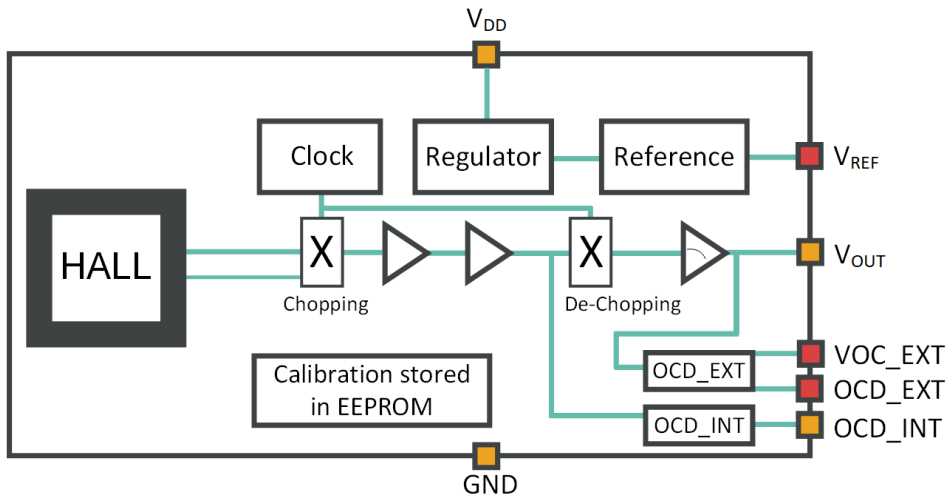 VDD
Clock
Regulator
Reference
VREF
HALL
X
X
VOUT
Chopping
De-Chopping
OCD_EXT
VOC_EXT
OCD_EXT
Calibration stored
in EEPROM
OCD_INT
OCD_INT
GND